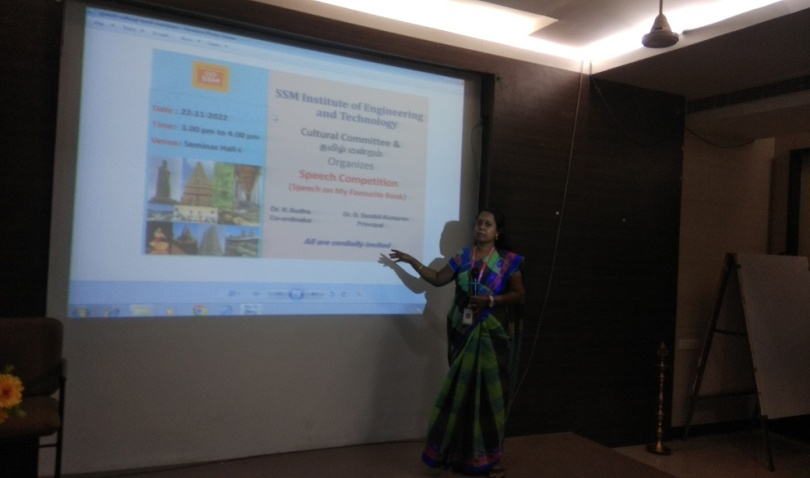 SSM
Date : 22-11-2022
Time: 3.00 pm to 4.00 pm
Venue: Seminar Hall-I
SSM Institute of Engineering
and Technology
Cultural Committee &
தமிழ் மன்றம்
Organizes
Speech Competition
(Speech on My Favourite Book)
Co-ordinator
Principal
All are cordially invited